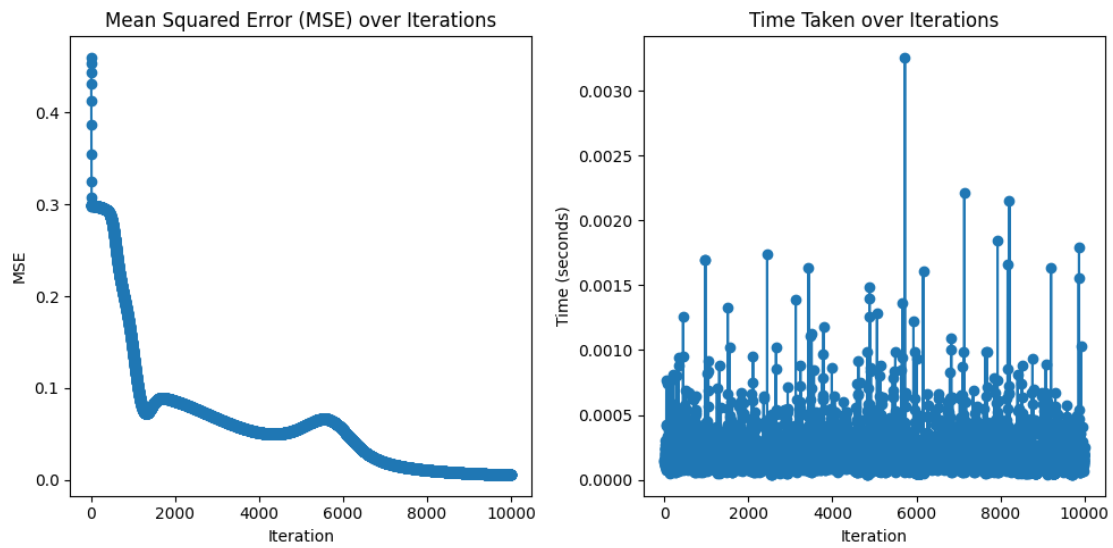 Mean Squared Error (MSE) over Iterations
MSE
0.4
0.3
0.2
0.1
0.0
0 2000 4000 6000 8000 10000
Iteration
Time Taken over Iterations
Time (seconds)
0.0030
0.0025
0.0020
0.0015
0.0010
0.0005
0.0000
0 2000 4000 6000 8000 10000
Iteration